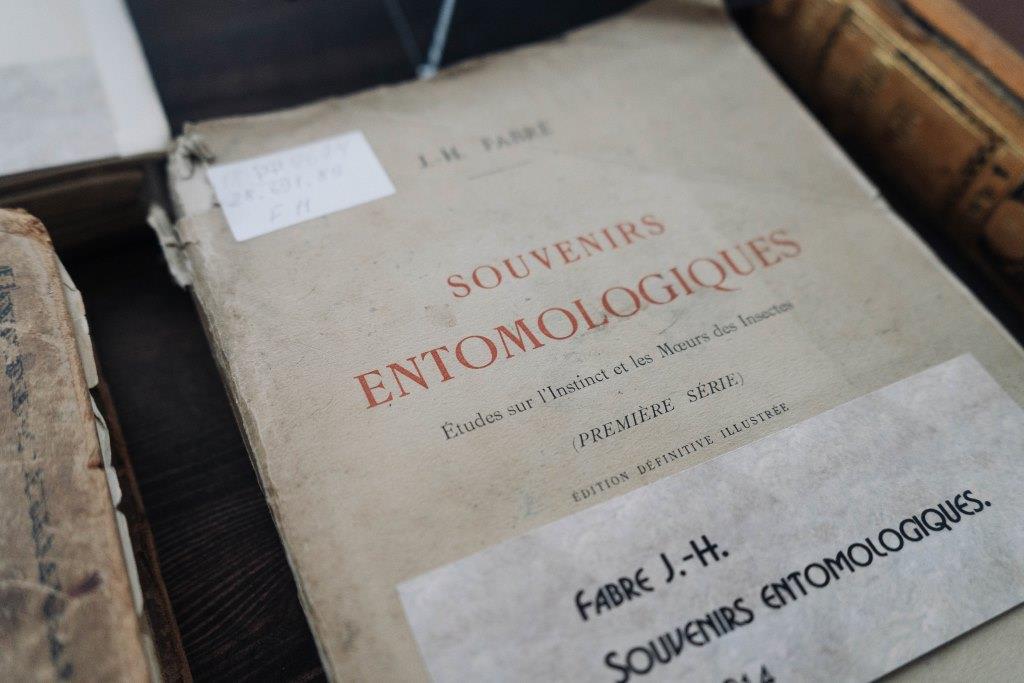 J.-H. FABRE
SOUVENIRS
ENTOMOLOGIQUES
Études sur l'Instinct et les Mœurs des Insectes
(PREMIÈRE SÉRIE)
ÉDITION DÉFINITIVE ILLUSTRÉE
FABRE J.-H.
SOUVENIRS ENTOMOLOGIQUES.